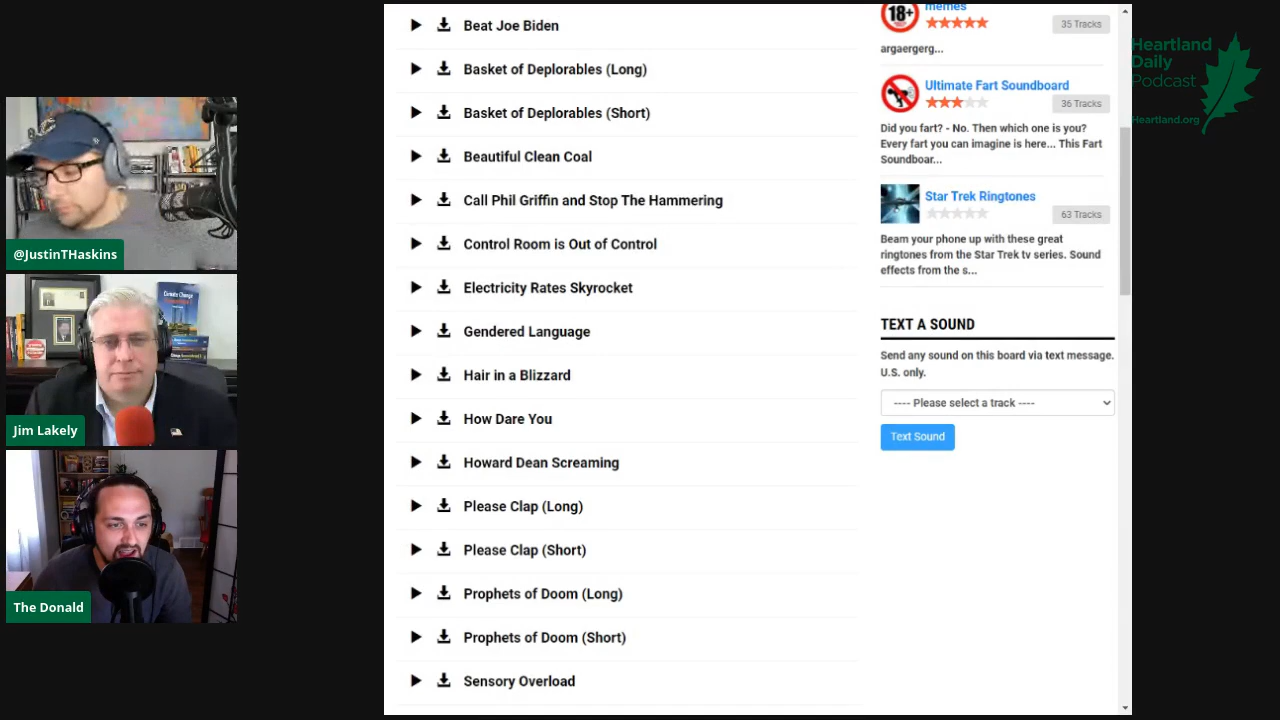 @JustinTHaskins
Jim Lakely
The Donald
Beat Joe Biden
Basket of Deplorables (Long)
Basket of Deplorables (Short)
Beautiful Clean Coal
Call Phil Griffin and Stop The Hammering
Control Room is Out of Control
Electricity Rates Skyrocket
Gendered Language
Hair in a Blizzard
How Dare You
Howard Dean Screaming
Please Clap (Long)
Please Clap (Short)
Prophets of Doom (Long)
Prophets of Doom (Short)
Sensory Overload
18+
memes
35 Tracks
argaergerg...
Ultimate Fart Soundboard
36 Tracks
Did you fart? - No. Then which one is you?
Every fart you can imagine is here... This Fart
Soundboar...
Star Trek Ringtones
63 Tracks
Beam your phone up with these great
ringtones from the Star Trek tv series. Sound
effects from the s...
TEXT A SOUND
Send any sound on this board via text message.
U.S. only.
---- Please select a track ----
Text Sound
Heartland
Daily
Podcast
Heartland.org